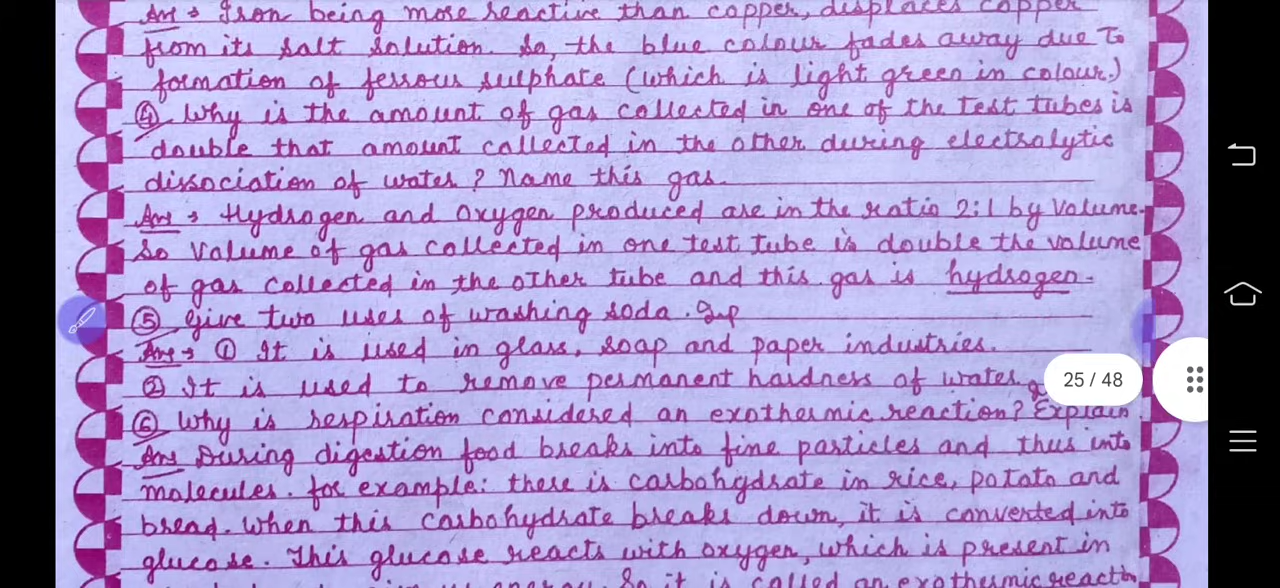 Ans → Iron being more reactive than copper, displaces copper
from its salt solution. So, the blue colour fades away due to
formation of ferrous sulphate (which is light green in colour.)
④ Why is the amount of gas collected in one of the test tubes is
double that amount collected in the other during electrolytic
dissociation of water? Name this gas.
Ans → Hydrogen and oxygen produced are in the ratio 2:1 by volume.
So volume of gas collected in one test tube is double the volume
of gas collected in the other tube and this gas is hydrogen.
⑤ Give two uses of washing soda. Imp
Ans → ① It is used in glass, soap and paper industries.
② It is used to remove permanent hardness of water.
25 / 48
⑥ Why is respiration considered an exothermic reaction? Explain
Ans During digestion food breaks into fine particles and thus into
molecules. for example: there is carbohydrate in rice, potato and
bread. When this carbohydrate breaks down, it is converted into
glucose. This glucose reacts with oxygen, which is present in
energy. So it is called an exothermic reaction